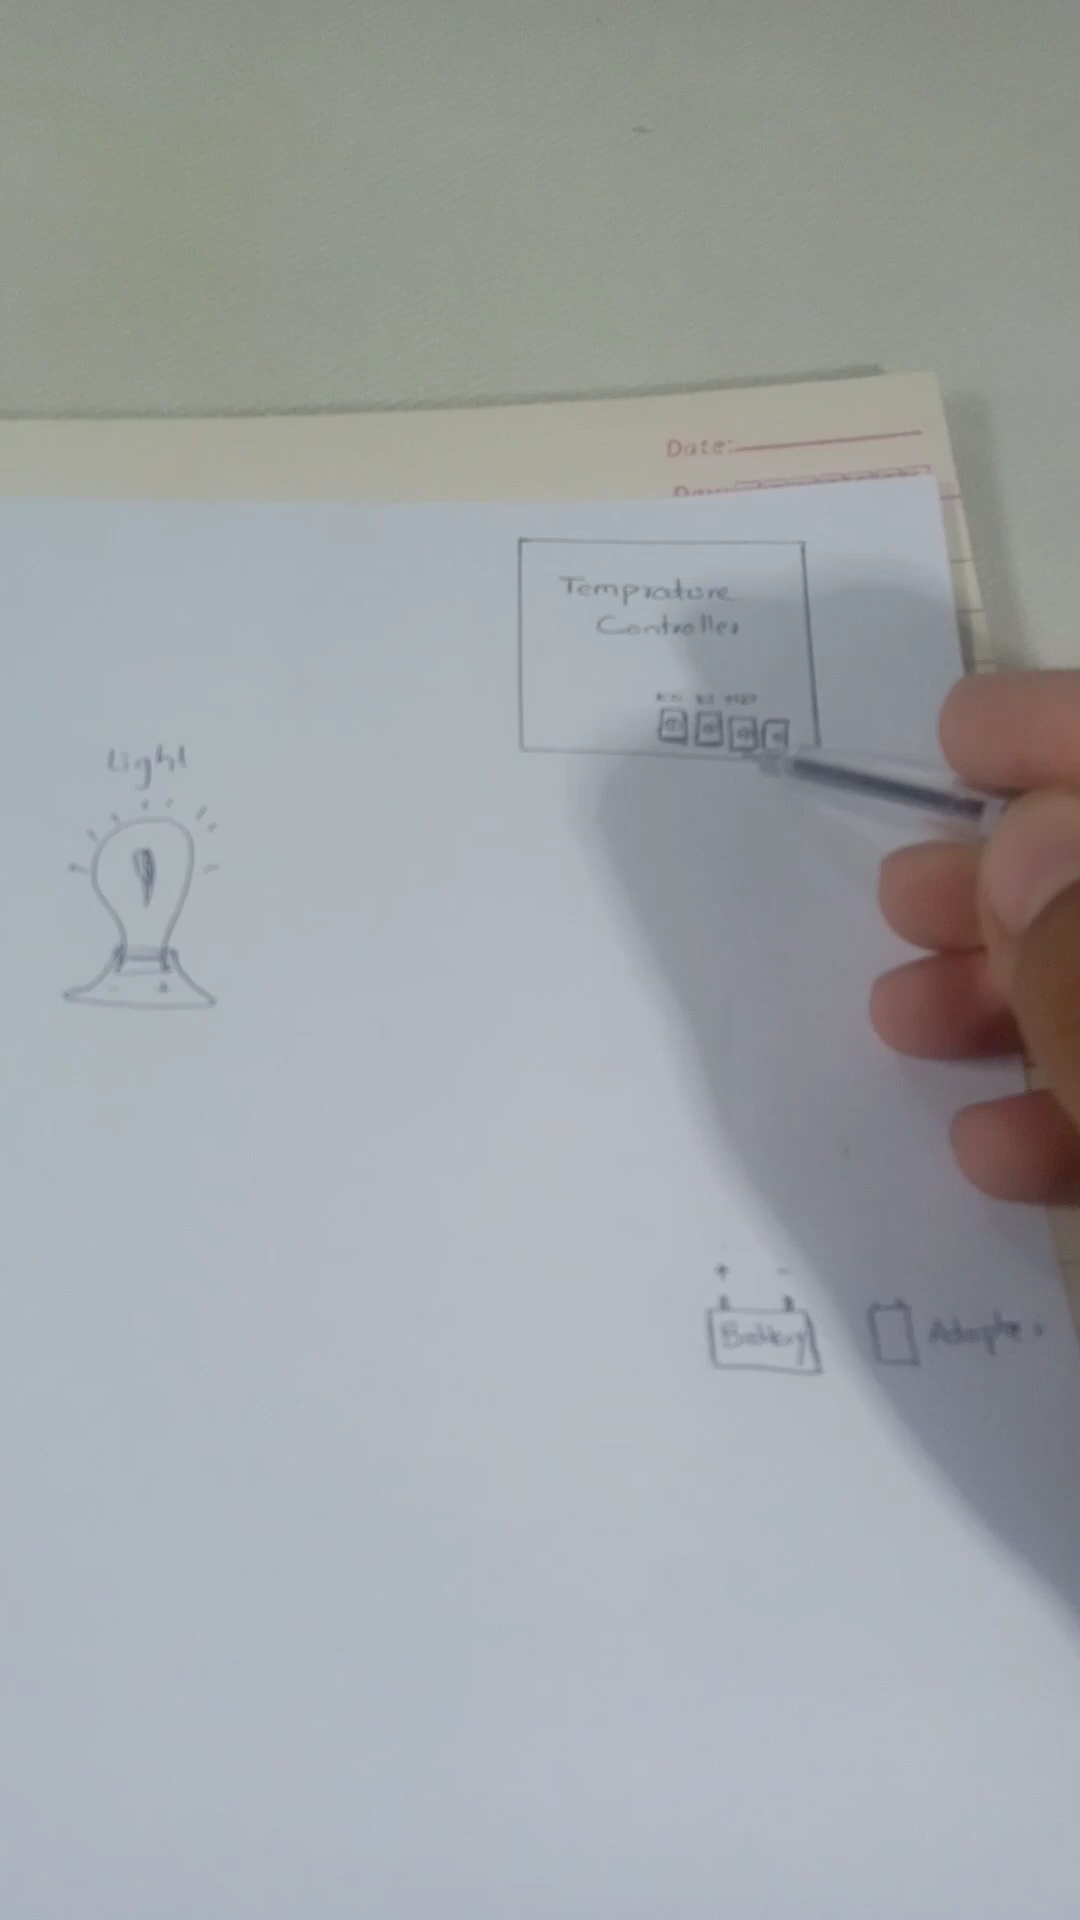 Date:
Temprature
Controller
Light
+ -
Battery
Adapter
- +